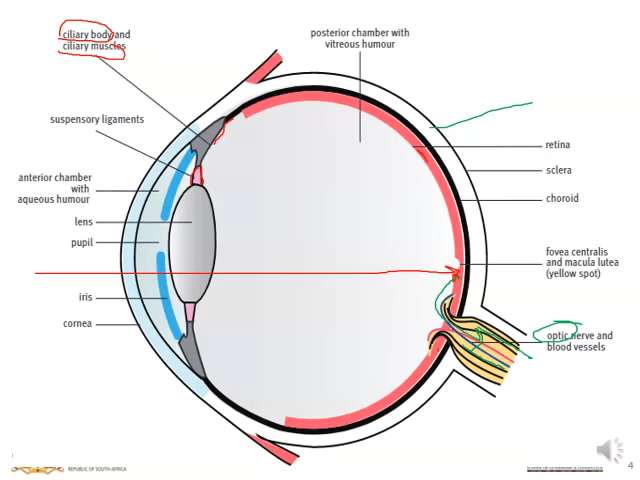 ciliary body and
ciliary muscles
posterior chamber with
vitreous humour
suspensory ligaments
retina
sclera
anterior chamber
with
aqueous humour
choroid
lens
pupil
fovea centralis
and macula lutea
(yellow spot)
iris
cornea
optic nerve and
blood vessels
REPUBLIC OF SOUTH AFRICA
4